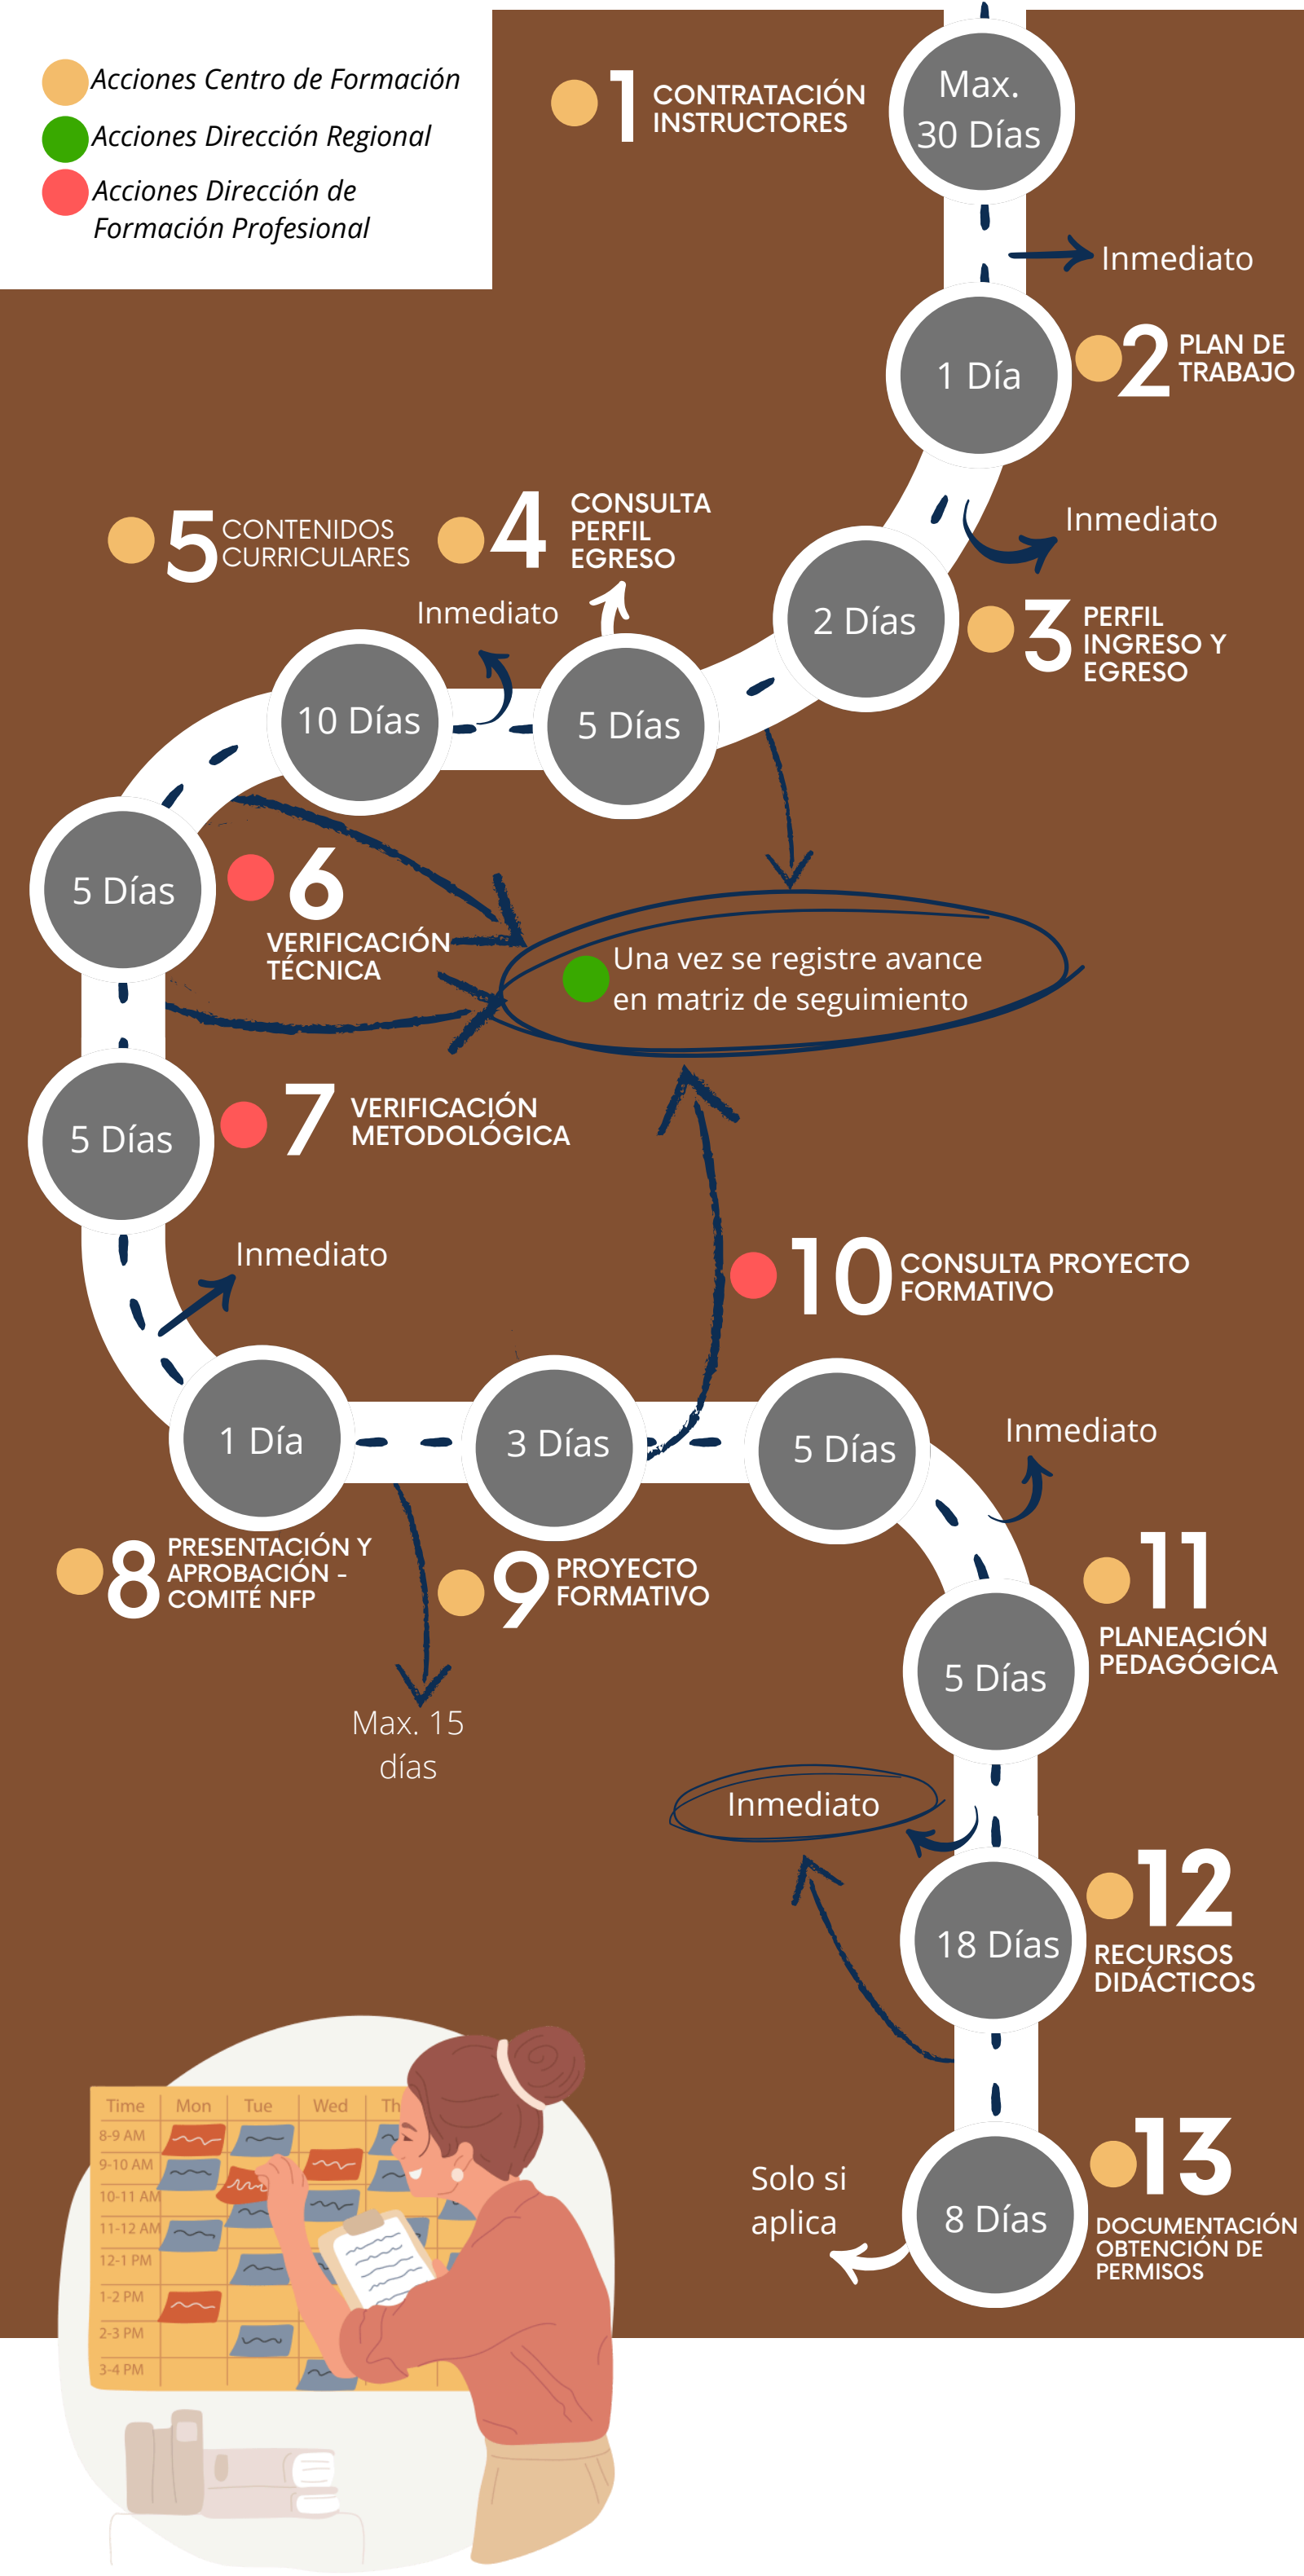 Acciones Centro de Formación
Acciones Dirección Regional
Acciones Dirección de
Formación Profesional
1 CONTRATACIÓN
INSTRUCTORES
Max.
30 Días
Inmediato
1 Día
2 PLAN DE
TRABAJO
Inmediato
2 Días
3 PERFIL
INGRESO Y
EGRESO
4 CONSULTA
PERFIL
EGRESO
5 Días
Inmediato
5 CONTENIDOS
CURRICULARES
10 Días
5 Días
6
VERIFICACIÓN
TÉCNICA
Una vez se registre avance
en matriz de seguimiento
5 Días
7 VERIFICACIÓN
METODOLÓGICA
Inmediato
1 Día
8 PRESENTACIÓN Y
APROBACIÓN -
COMITÉ NFP
Max. 15
días
3 Días
9 PROYECTO
FORMATIVO
10 CONSULTA PROYECTO
FORMATIVO
5 Días
Inmediato
11
PLANEACIÓN
PEDAGÓGICA
5 Días
Inmediato
12
RECURSOS
DIDÁCTICOS
18 Días
13
DOCUMENTACIÓN
OBTENCIÓN DE
PERMISOS
8 Días
Solo si
aplica
Time Mon Tue Wed Th
8-9 AM
9-10 AM
10-11 AM
11-12 AM
12-1 PM
1-2 PM
2-3 PM
3-4 PM